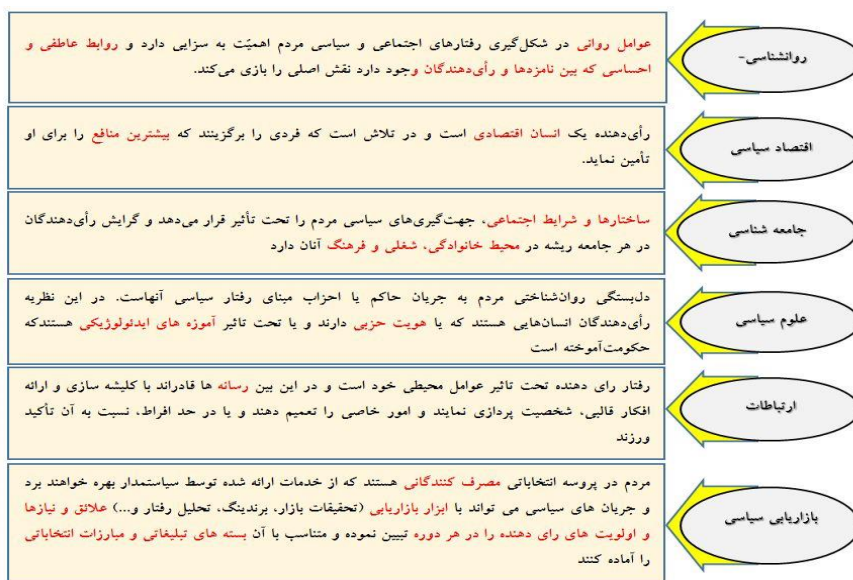 روانشناسی-
عوامل روانی در شکل‌گیری رفتارهای اجتماعی و سیاسی مردم اهمیّت به سزایی دارد و روابط عاطفی و
احساسی که بین نامزدها و رأی‌دهندگان وجود دارد نقش اصلی را بازی می‌کند.
اقتصاد سیاسی
رأی‌دهنده یک انسان اقتصادی است و در تلاش است که فردی را برگزینند که بیشترین منافع را برای او
تأمین نماید.
جامعه شناسی
ساختارها و شرایط اجتماعی، جهت‌گیری‌های سیاسی مردم را تحت تأثیر قرار می‌دهد و گرایش رأی‌دهندگان
در هر جامعه ریشه در محیط خانوادگی، شغلی و فرهنگ آنان دارد
علوم سیاسی
دل‌بستگی روان‌شناختی مردم به جریان حاکم یا احزاب مبنای رفتار سیاسی آنهاست. در این نظریه
رأی‌دهندگان انسان‌هایی هستند که یا هویت حزبی دارند و یا تحت تاثیر آموزه های ایدئولوژیکی هستندکه
حکومت‌آموخته است
ارتباطات
رفتار رای دهنده تحت تاثیر عوامل محیطی خود است و در این بین رسانه ها قادراند با کلیشه سازی و ارائه
افکار قالبی، شخصیت پردازی نمایند و امور خاصی را تعمیم دهند و یا در حد افراط، نسبت به آن تأکید
ورزند
بازاریابی سیاسی
مردم در پروسه انتخاباتی مصرف کنندگانی هستند که از خدمات ارائه شده توسط سیاستمدار بهره خواهند برد
و جریان های سیاسی می تواند با ابزار بازاریابی (تحقیقات بازار، برندینگ، تحلیل رفتار و...) علائق و نیازها
و اولویت های رای دهنده را در هر دوره تبیین نموده و متناسب با آن بسته های تبلیغاتی و مبارزات انتخاباتی
را آماده کنند